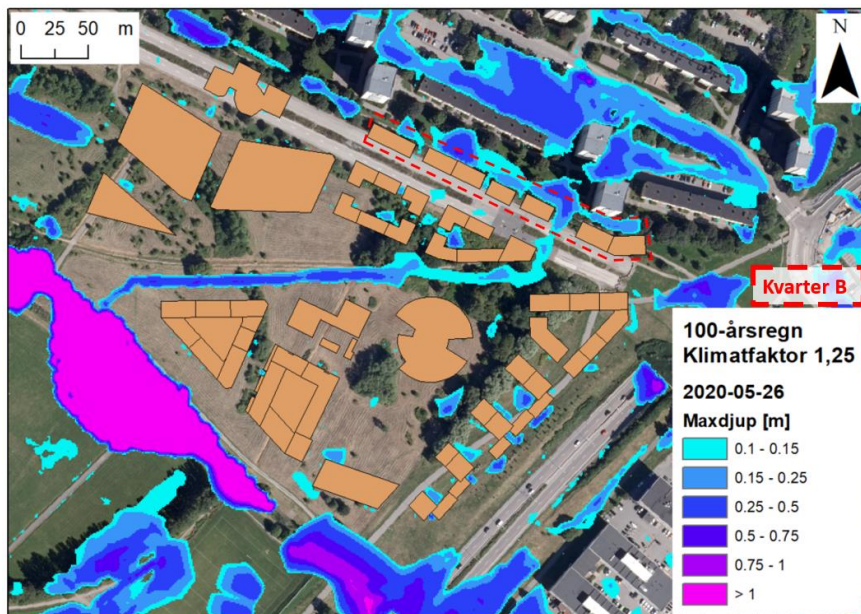 0 25 50 m
N
Kvarter B
100-årsregn
Klimatfaktor 1,25
2020-05-26
Maxdjup [m]
0.1 - 0.15
0.15 - 0.25
0.25 - 0.5
0.5 - 0.75
0.75 - 1
> 1